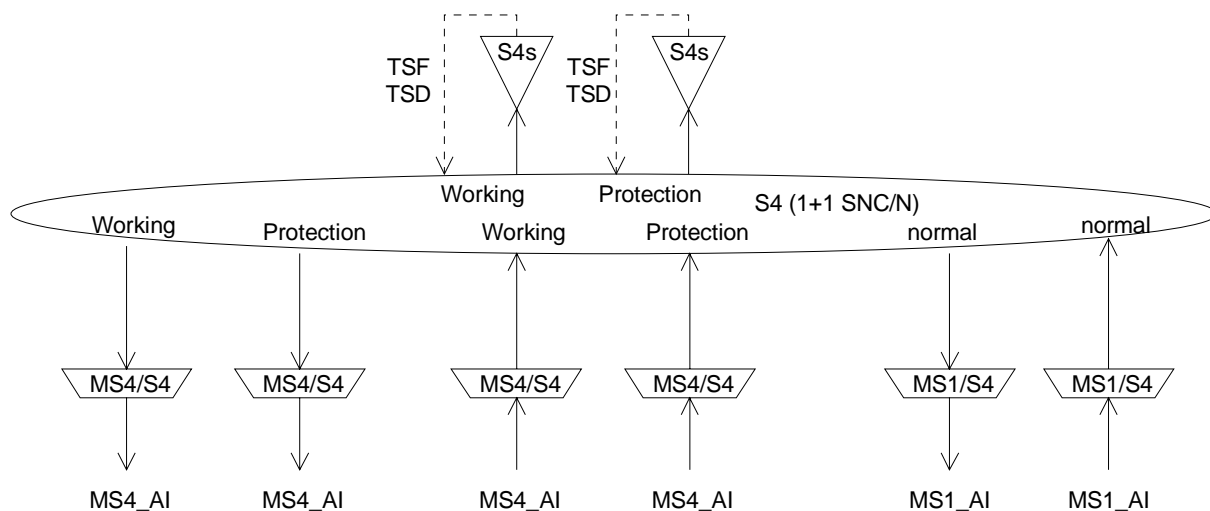 S4s
S4s
TSF
TSD
TSF
TSD
Working
Protection
S4 (1+1 SNC/N)
Working
Protection
Working
Protection
normal
normal
MS4/S4
MS4/S4
MS4/S4
MS4/S4
MS1/S4
MS1/S4
MS4_AI
MS4_AI
MS4_AI
MS4_AI
MS1_AI
MS1_AI